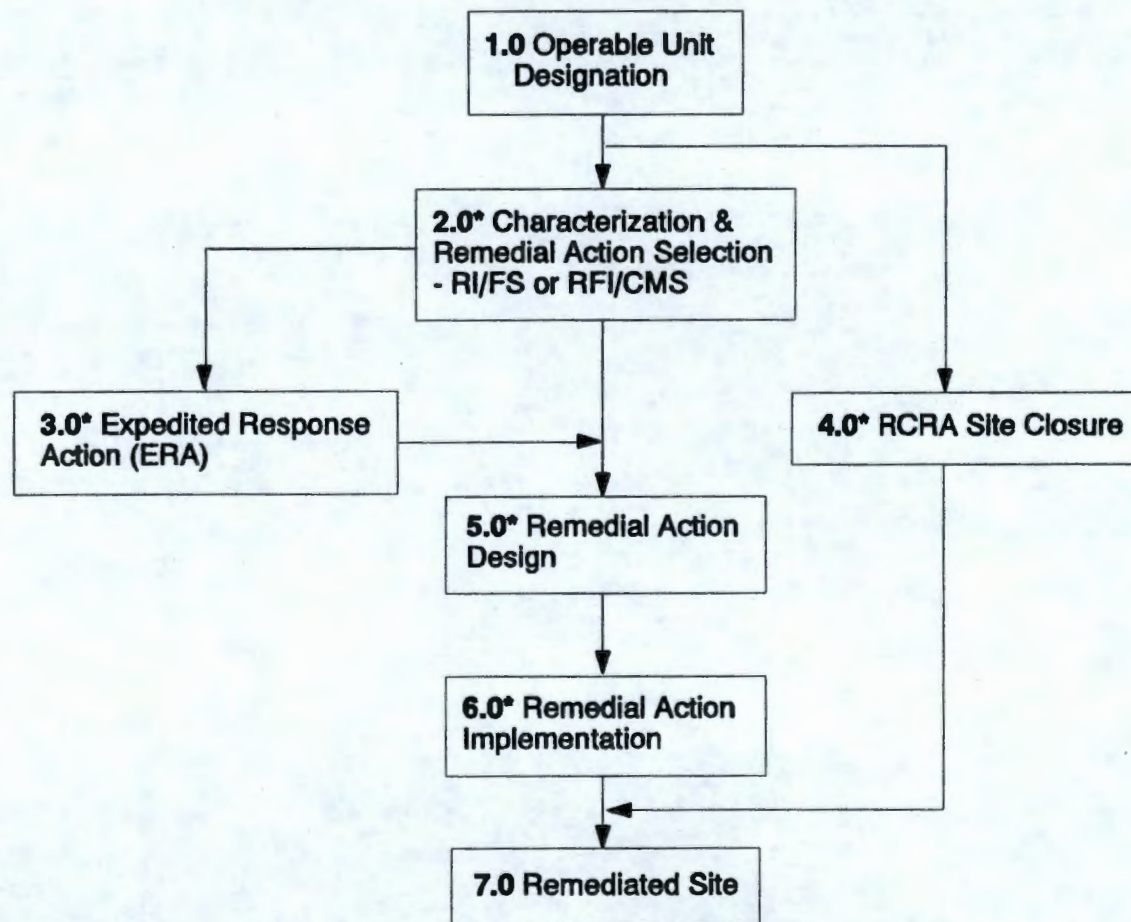 1.0 Operable Unit
Designation
2.0* Characterization &
Remedial Action Selection
- RI/FS or RFI/CMS
3.0* Expedited Response
Action (ERA)
4.0* RCRA Site Closure
5.0* Remedial Action
Design
6.0* Remedial Action
Implementation
7.0 Remediated Site